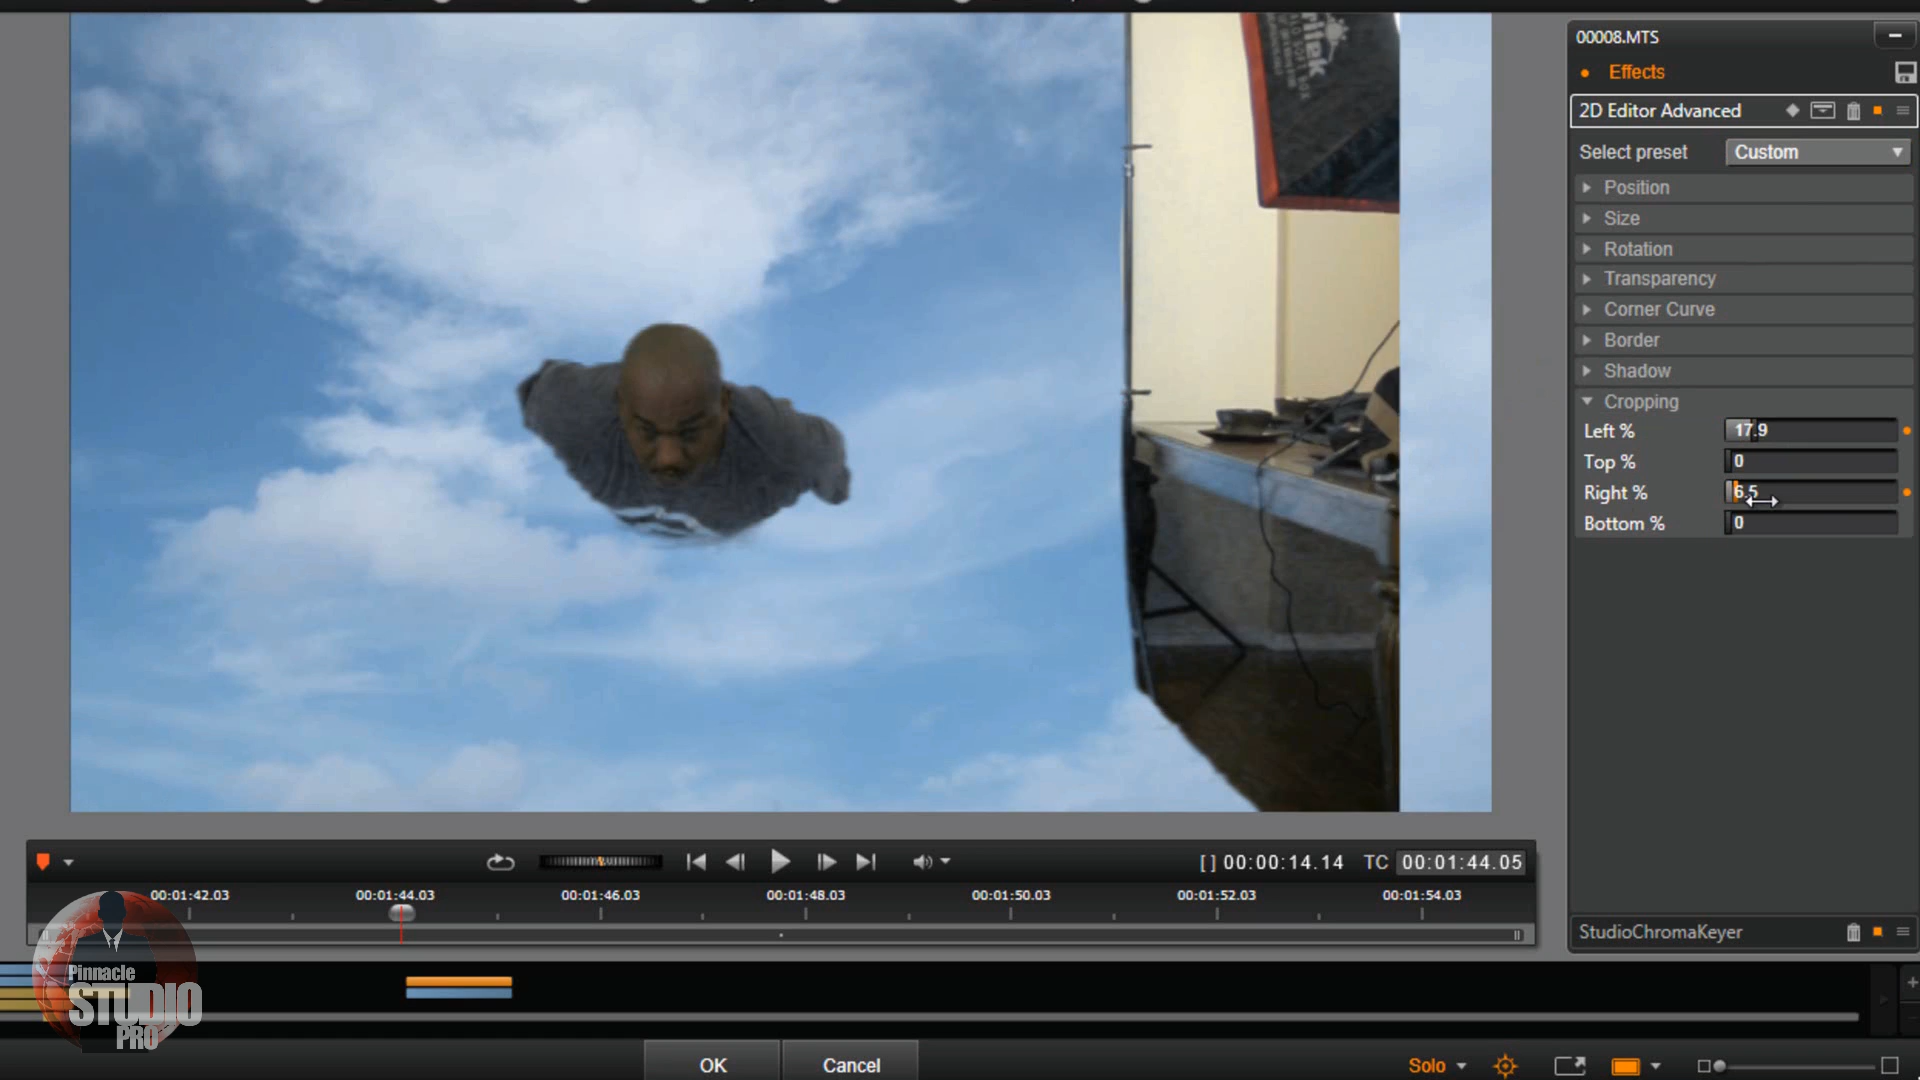 00008.MTS
Effects
2D Editor Advanced
Select preset Custom
Position
Size
Rotation
Transparency
Corner Curve
Border
Shadow
Cropping
Left % 17.9
Top % 0
Right % 6.5
Bottom % 0
[ ] 00:00:14.14 TC 00:01:44.05
00:01:42.03 00:01:44.03 00:01:46.03 00:01:48.03 00:01:50.03 00:01:52.03 00:01:54.03
StudioChromaKeyer
Pinnacle
STUDIO
PRO
OK Cancel Solo